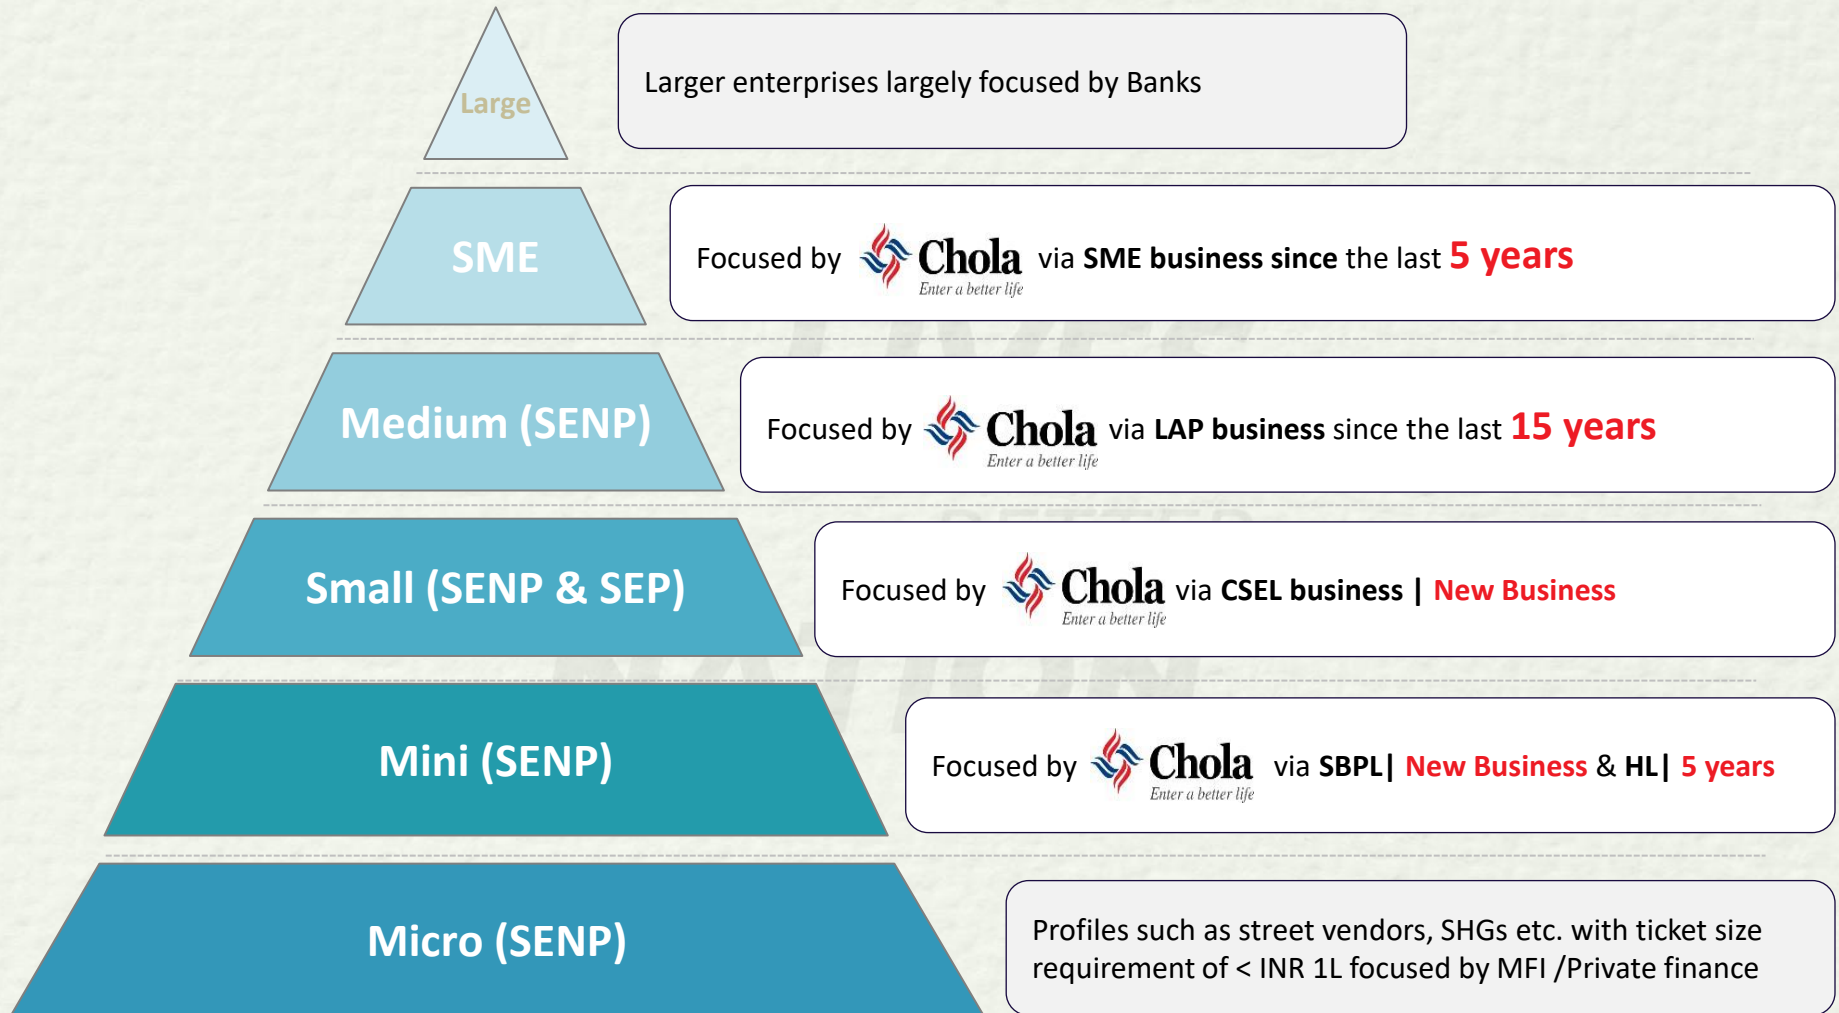 Large
Larger enterprises largely focused by Banks
SME
Focused by Chola Enter a better life via SME business since the last 5 years
Medium (SENP)
Focused by Chola Enter a better life via LAP business since the last 15 years
Small (SENP & SEP)
Focused by Chola Enter a better life via CSEL business | New Business
Mini (SENP)
Focused by Chola Enter a better life via SBPL| New Business & HL| 5 years
Micro (SENP)
Profiles such as street vendors, SHGs etc. with ticket size
requirement of < INR 1L focused by MFI /Private finance
NATION